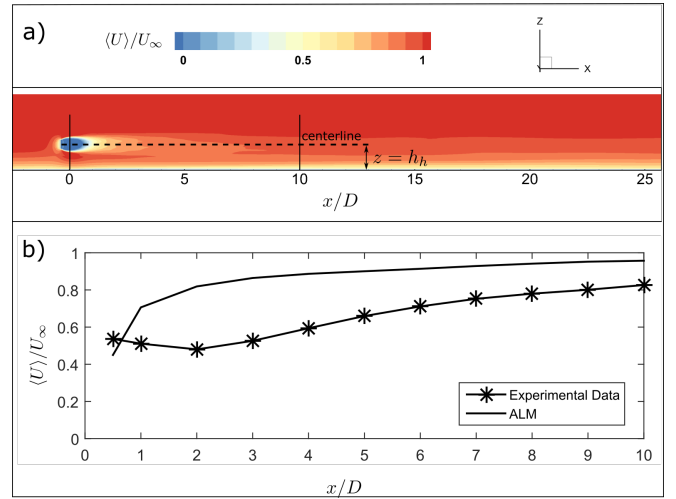 a)
⟨U⟩/U∞
0 0.5 1
z
x
centerline
z = hₕ
0 5 10 15 20 25
x/D
b)
1
0.8
0.6
0.4
0.2
0
⟨U⟩/U∞
Experimental Data
ALM
0 1 2 3 4 5 6 7 8 9 10
x/D